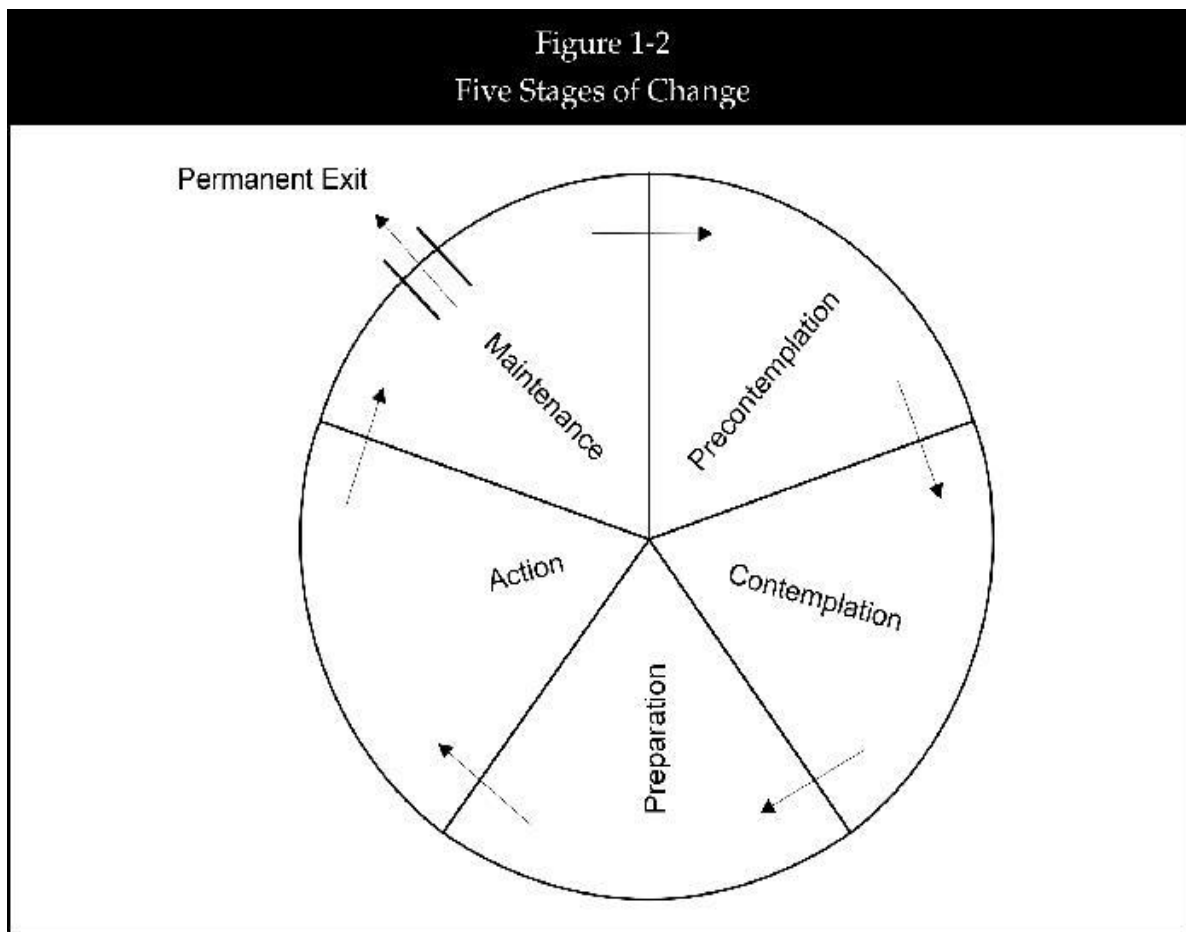 Figure 1-2
Five Stages of Change
Permanent Exit
Maintenance
Precontemplation
Action
Contemplation
Preparation